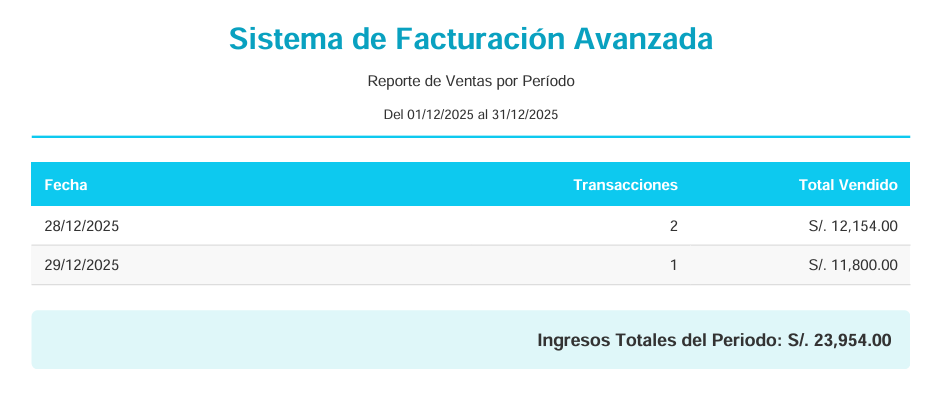 Sistema de Facturación Avanzada
Reporte de Ventas por Período
Del 01/12/2025 al 31/12/2025
Fecha Transacciones Total Vendido
28/12/2025 2 S/. 12,154.00
29/12/2025 1 S/. 11,800.00
Ingresos Totales del Periodo: S/. 23,954.00